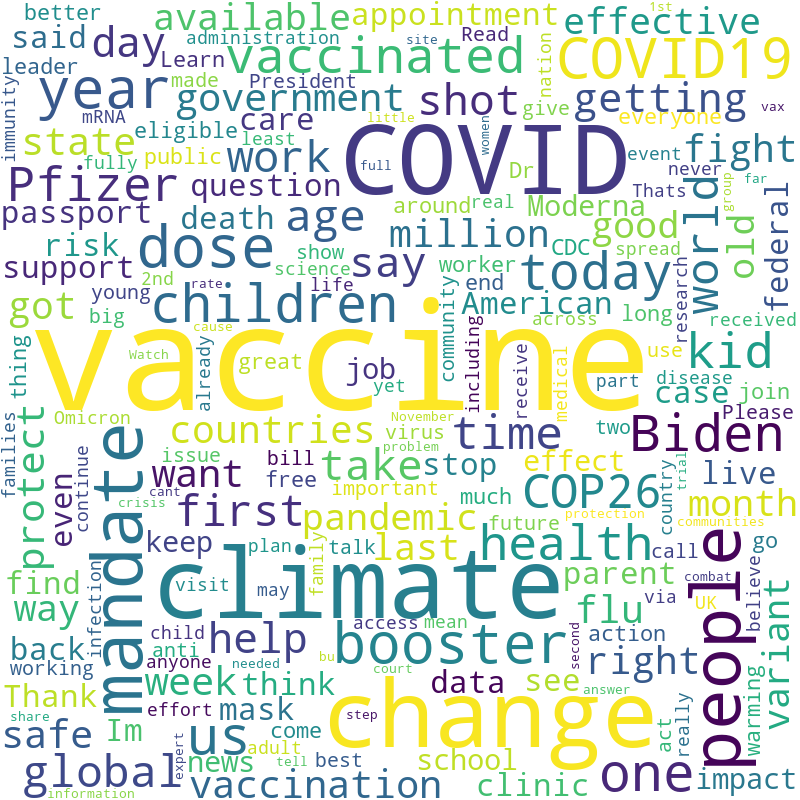 better
available
appointment
effective
1st
said
day
administration
site
Read
COVID19
leader
Learn
vaccinated
nation
immunity
year
made
President
shot
getting
vax
mRNA
government
little
give
everyone
state
eligible
care
COVID
women
event
fight
fully
public
least
work
full
Dr
never
far
Pfizer
question
Thats
group
passport
death
age
around
real
Moderna
good
world
old
federal
risk
dose
million
CDC
spread
support
show
say
worker
today
2nd
science
community
research
young
rate
life
end
American
long
received
got
big
children
including
across
vaccine
thing
already
Watch
great
job
receive
medical
use
kid
yet
part
disease
case
join
families
protect
Omicron
cause
November
virus
two
Please
countries
time
Biden
problem
mandate
issue
bill
take
stop
effect
live
even
want
continue
free
important
much
COP26
country
trial
month
crisis
cant
first
pandemic
future
protection
communities
keep
plan
talk
last
health
call
go
find
family
people
variant
way
infection
visit
climate
may
parent
via
combat
believe
flu
UK
back
child
help
access
mean
booster
action
working
anti
anyone
needed
bu
court
second
right
Thank
week
think
data
see
warming
share
effort
mask
step
change
answer
act
really
safe
Im
us
come
adult
school
one
impact
global
news
expert
tell
best
clinic
information
vaccination